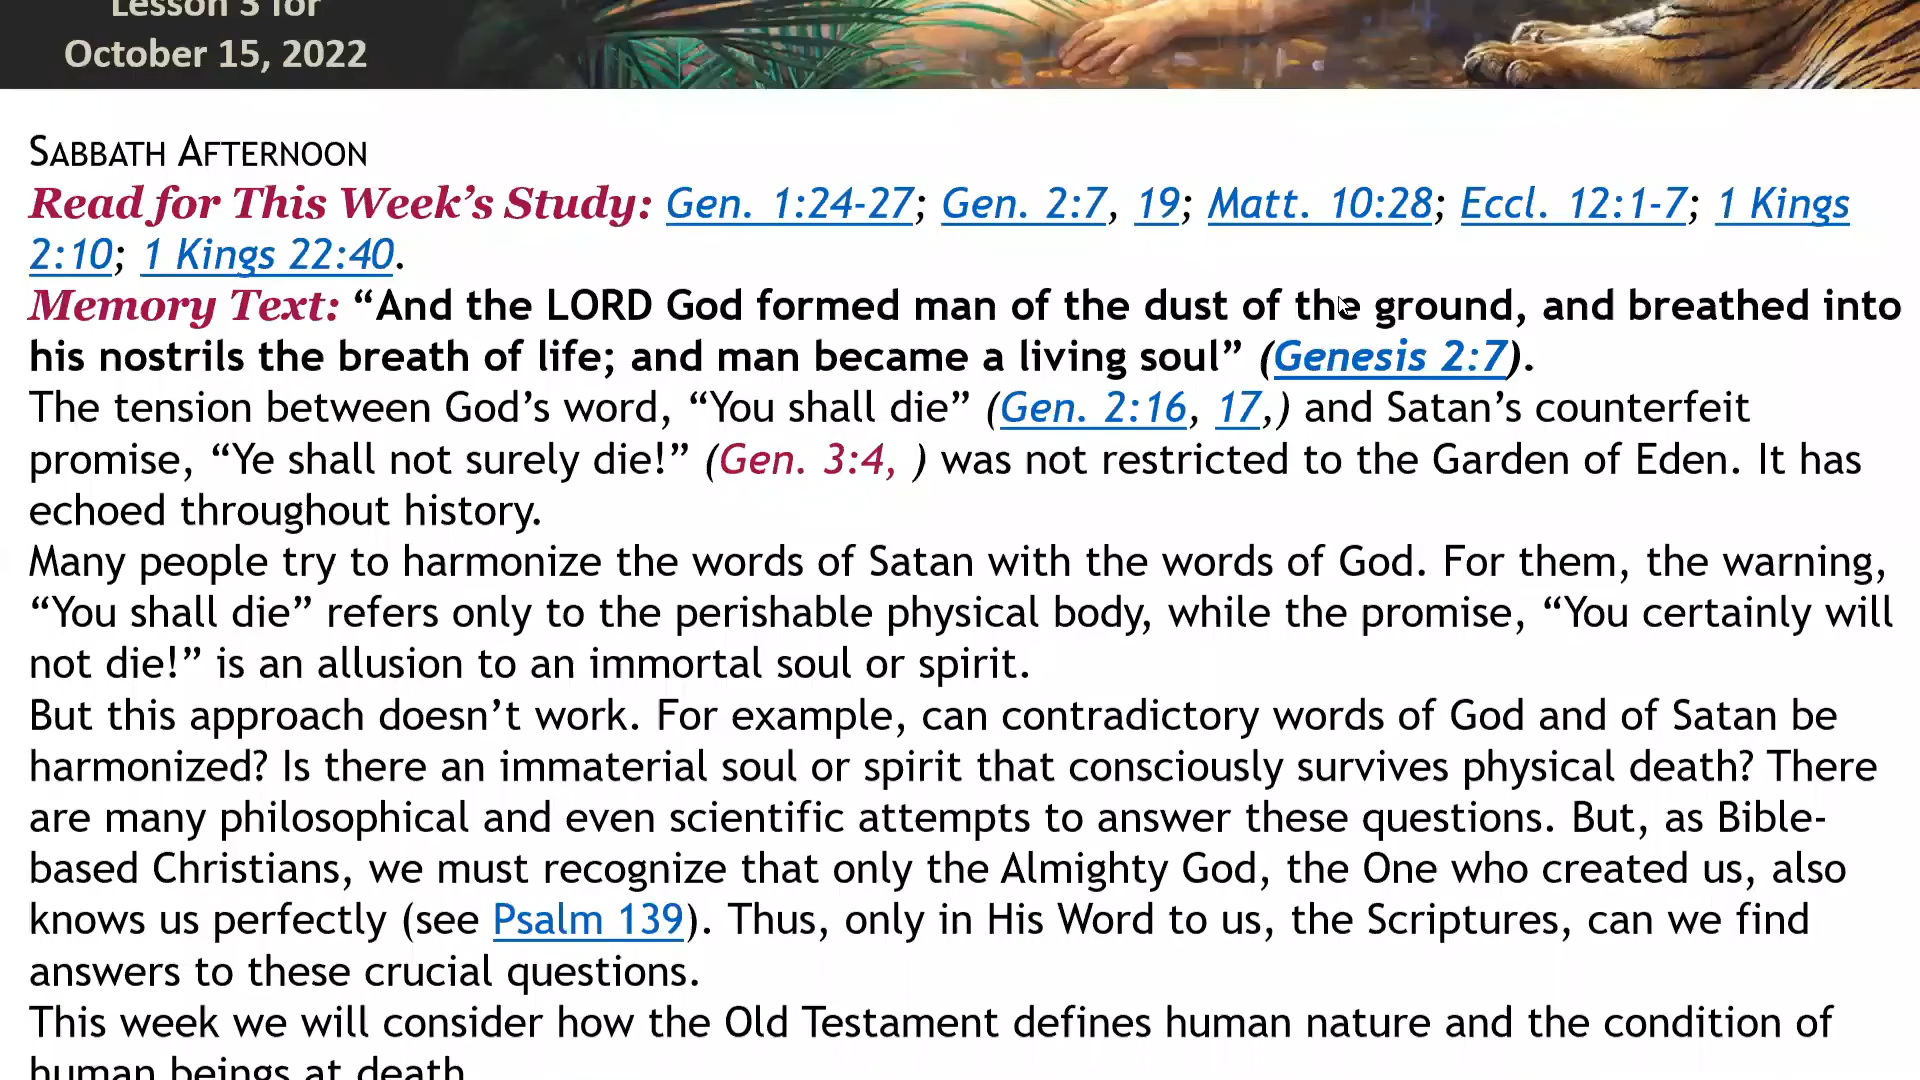 Lesson 3 for
October 15, 2022
SABBATH AFTERNOON
Read for This Week’s Study: Gen. 1:24-27; Gen. 2:7, 19; Matt. 10:28; Eccl. 12:1-7; 1 Kings
2:10; 1 Kings 22:40.
Memory Text: “And the LORD God formed man of the dust of the ground, and breathed into
his nostrils the breath of life; and man became a living soul” (Genesis 2:7).
The tension between God’s word, “You shall die” (Gen. 2:16, 17,) and Satan’s counterfeit
promise, “Ye shall not surely die!” (Gen. 3:4, ) was not restricted to the Garden of Eden. It has
echoed throughout history.
Many people try to harmonize the words of Satan with the words of God. For them, the warning,
“You shall die” refers only to the perishable physical body, while the promise, “You certainly will
not die!” is an allusion to an immortal soul or spirit.
But this approach doesn’t work. For example, can contradictory words of God and of Satan be
harmonized? Is there an immaterial soul or spirit that consciously survives physical death? There
are many philosophical and even scientific attempts to answer these questions. But, as Bible-
based Christians, we must recognize that only the Almighty God, the One who created us, also
knows us perfectly (see Psalm 139). Thus, only in His Word to us, the Scriptures, can we find
answers to these crucial questions.
This week we will consider how the Old Testament defines human nature and the condition of
human beings at death